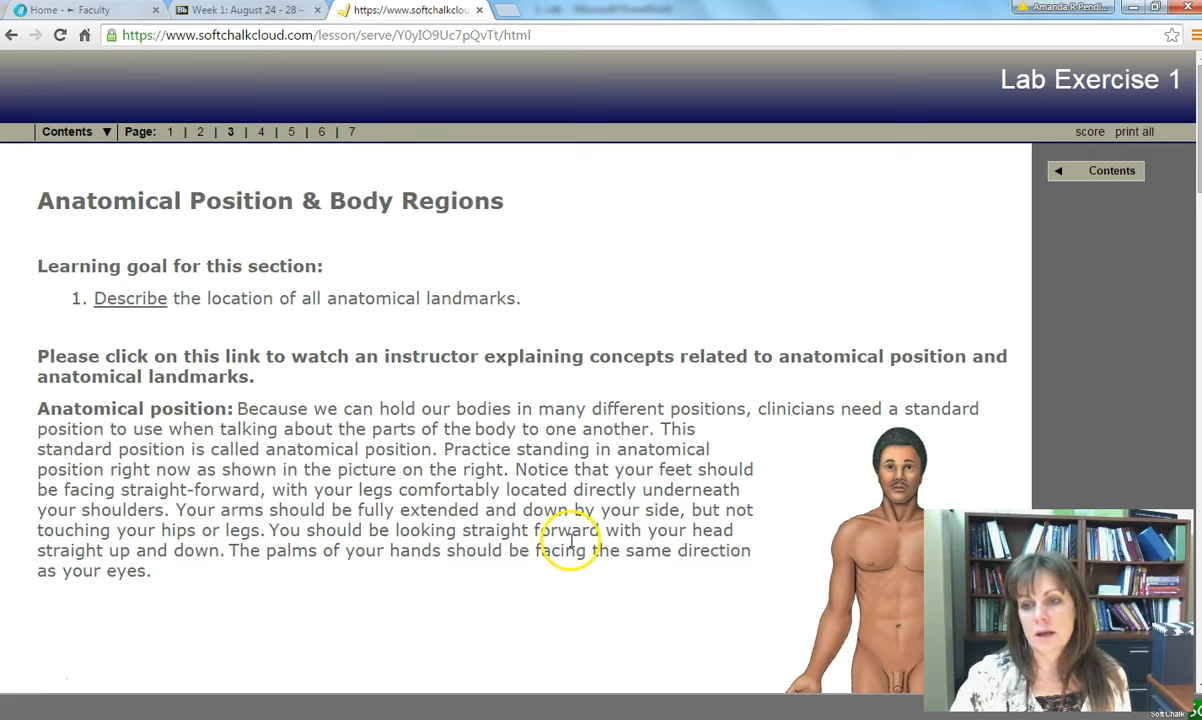 Home - ► Faculty
Bb Week 1: August 24 - 28 –
https://www.softchalkclou
Amanda R Pendl...
https://www.softchalkcloud.com/lesson/serve/Y0yIO9Uc7pQvTt/html
Lab Exercise 1
Contents ▼ Page: 1 | 2 | 3 | 4 | 5 | 6 | 7
score print all
◄ Contents
Anatomical Position & Body Regions
Learning goal for this section:
1. Describe the location of all anatomical landmarks.
Please click on this link to watch an instructor explaining concepts related to anatomical position and
anatomical landmarks.
Anatomical position: Because we can hold our bodies in many different positions, clinicians need a standard
position to use when talking about the parts of the body to one another. This
standard position is called anatomical position. Practice standing in anatomical
position right now as shown in the picture on the right. Notice that your feet should
be facing straight-forward, with your legs comfortably located directly underneath
your shoulders. Your arms should be fully extended and down by your side, but not
touching your hips or legs. You should be looking straight forward with your head
straight up and down. The palms of your hands should be facing the same direction
as your eyes.
SoftChalk